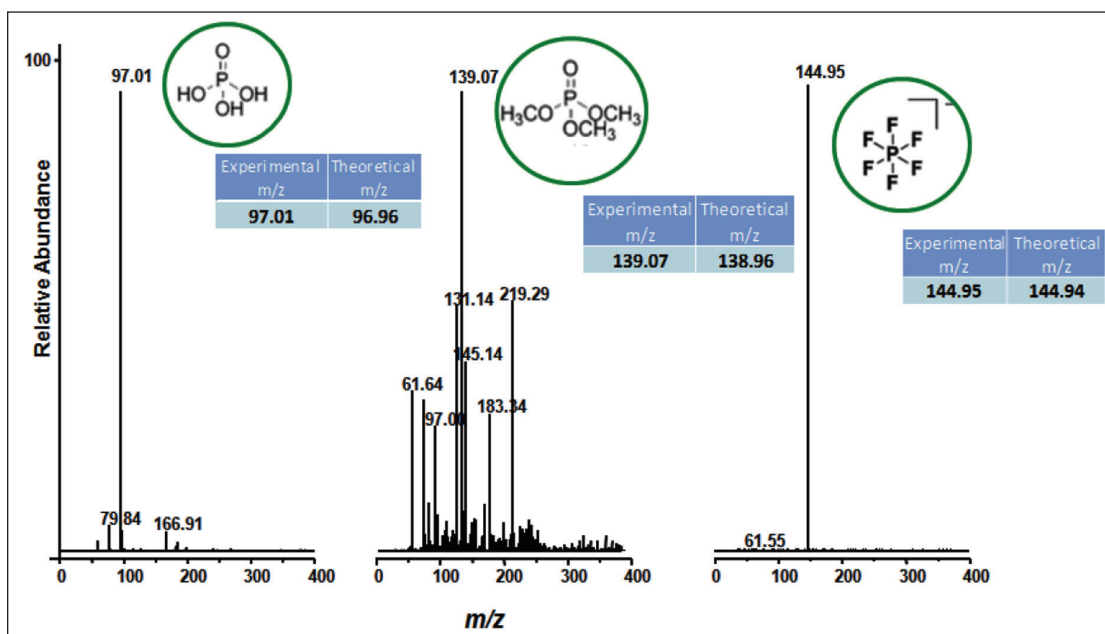 100
Relative Abundance
97.01
79.84
166.91
O
P
HO OH
OH
Experimental m/z
Theoretical m/z
97.01
96.96
0 100 200 300 400
139.07
131.14
219.29
145.14
61.64
97.00
183.34
O
P
H₃CO OCH₃
OCH₃
Experimental m/z
Theoretical m/z
139.07
138.96
0 100 200 300 400
144.95
61.55
F F
F P F
F F
Experimental m/z
Theoretical m/z
144.95
144.94
0 100 200 300 400
m/z